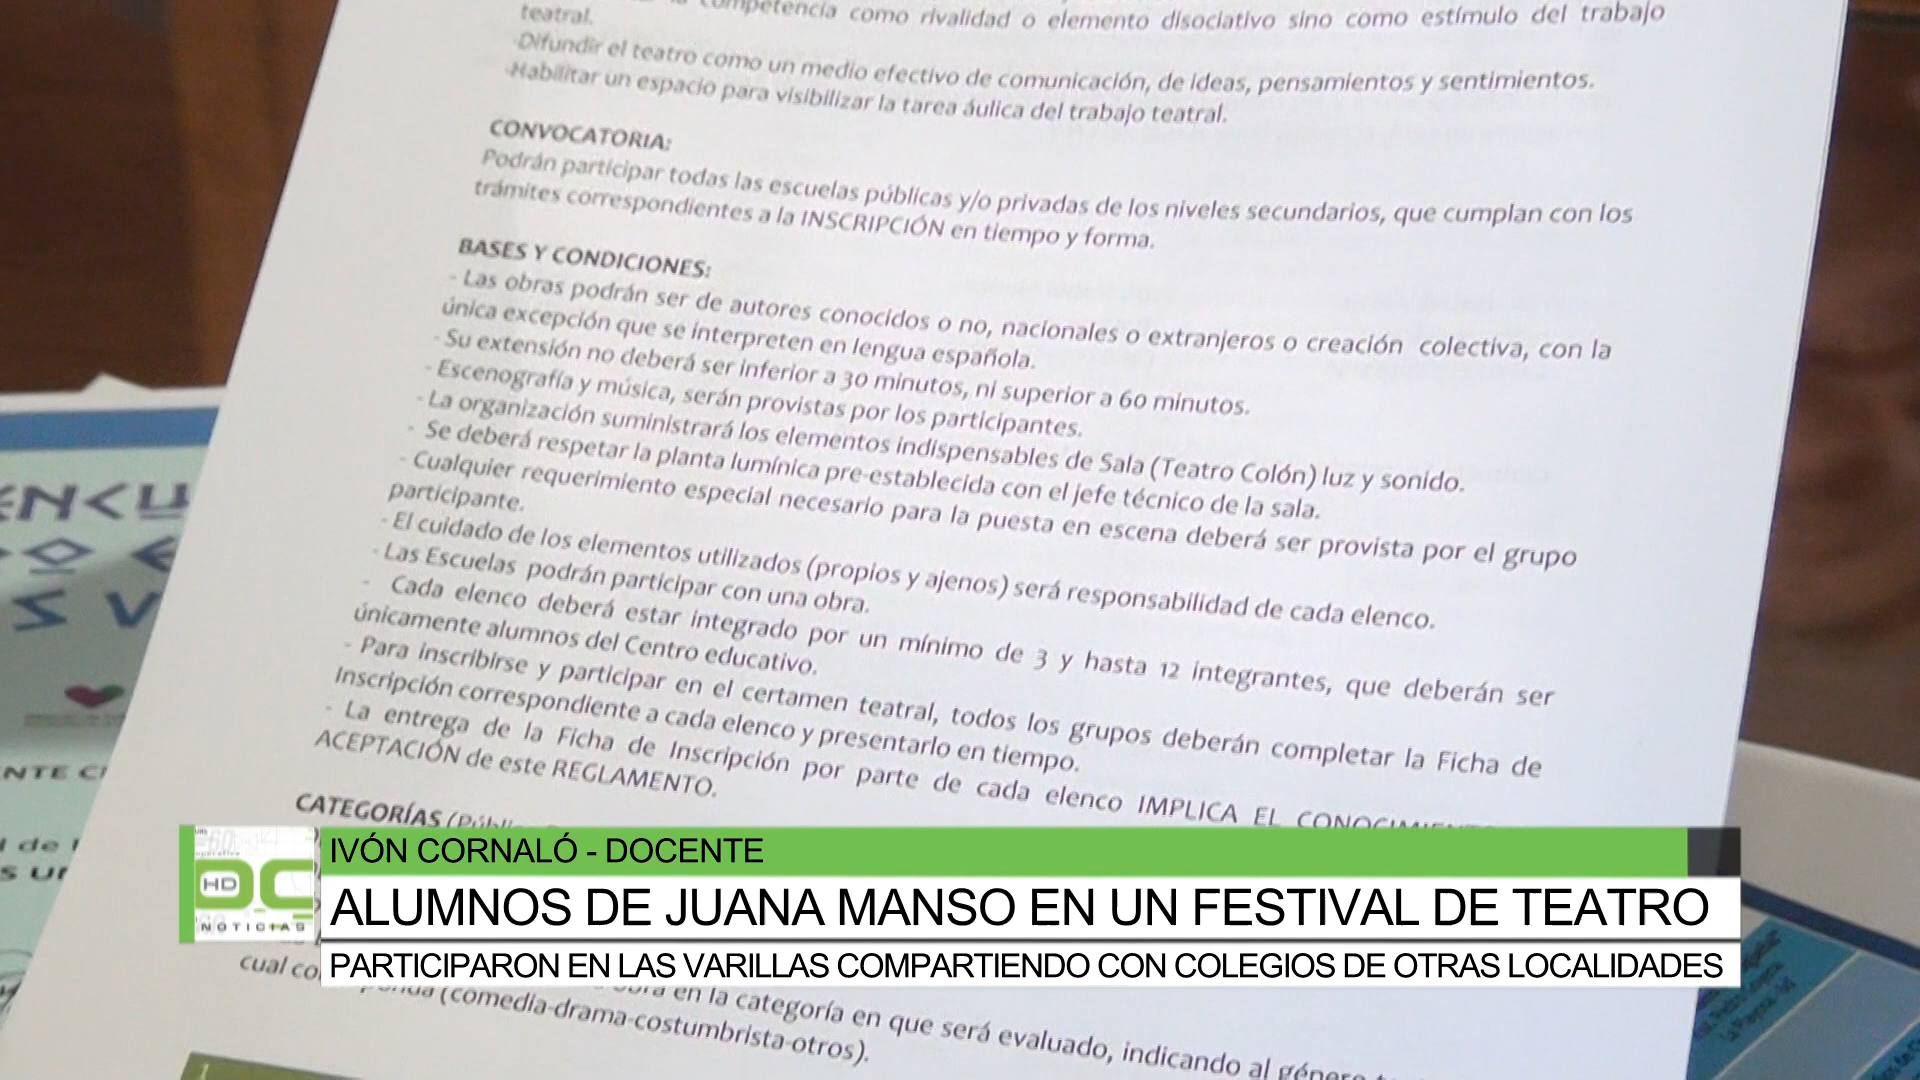 competencia como rivalidad o elemento disociativo sino como estímulo del trabajo
teatral.
-Difundir el teatro como un medio efectivo de comunicación, de ideas, pensamientos y sentimientos.
-Habilitar un espacio para visibilizar la tarea áulica del trabajo teatral.
CONVOCATORIA:
Podrán participar todas las escuelas públicas y/o privadas de los niveles secundarios, que cumplan con los
trámites correspondientes a la INSCRIPCIÓN en tiempo y forma.
BASES Y CONDICIONES:
- Las obras podrán ser de autores conocidos o no, nacionales o extranjeros o creación colectiva, con la
única excepción que se interpreten en lengua española.
- Su extensión no deberá ser inferior a 30 minutos, ni superior a 60 minutos.
- Escenografía y música, serán provistas por los participantes.
- La organización suministrará los elementos indispensables de Sala (Teatro Colón) luz y sonido.
- Se deberá respetar la planta lumínica pre-establecida con el jefe técnico de la sala.
- Cualquier requerimiento especial necesario para la puesta en escena deberá ser provista por el grupo
participante.
- El cuidado de los elementos utilizados (propios y ajenos) será responsabilidad de cada elenco.
- Las Escuelas podrán participar con una obra.
- Cada elenco deberá estar integrado por un mínimo de 3 y hasta 12 integrantes, que deberán ser
únicamente alumnos del Centro educativo.
- Para inscribirse y participar en el certamen teatral, todos los grupos deberán completar la Ficha de
Inscripción correspondiente a cada elenco y presentarlo en tiempo.
- La entrega de la Ficha de Inscripción por parte de cada elenco IMPLICA EL
ACEPTACIÓN de este REGLAMENTO.
CATEGORÍAS
HD
NOTICIAS
IVÓN CORNALÓ - DOCENTE
ALUMNOS DE JUANA MANSO EN UN FESTIVAL DE TEATRO
PARTICIPARON EN LAS VARILLAS COMPARTIENDO CON COLEGIOS DE OTRAS LOCALIDADES
cual
en la categoría en que será evaluado, indicando al género
(comedia-drama-costumbrista-otros).